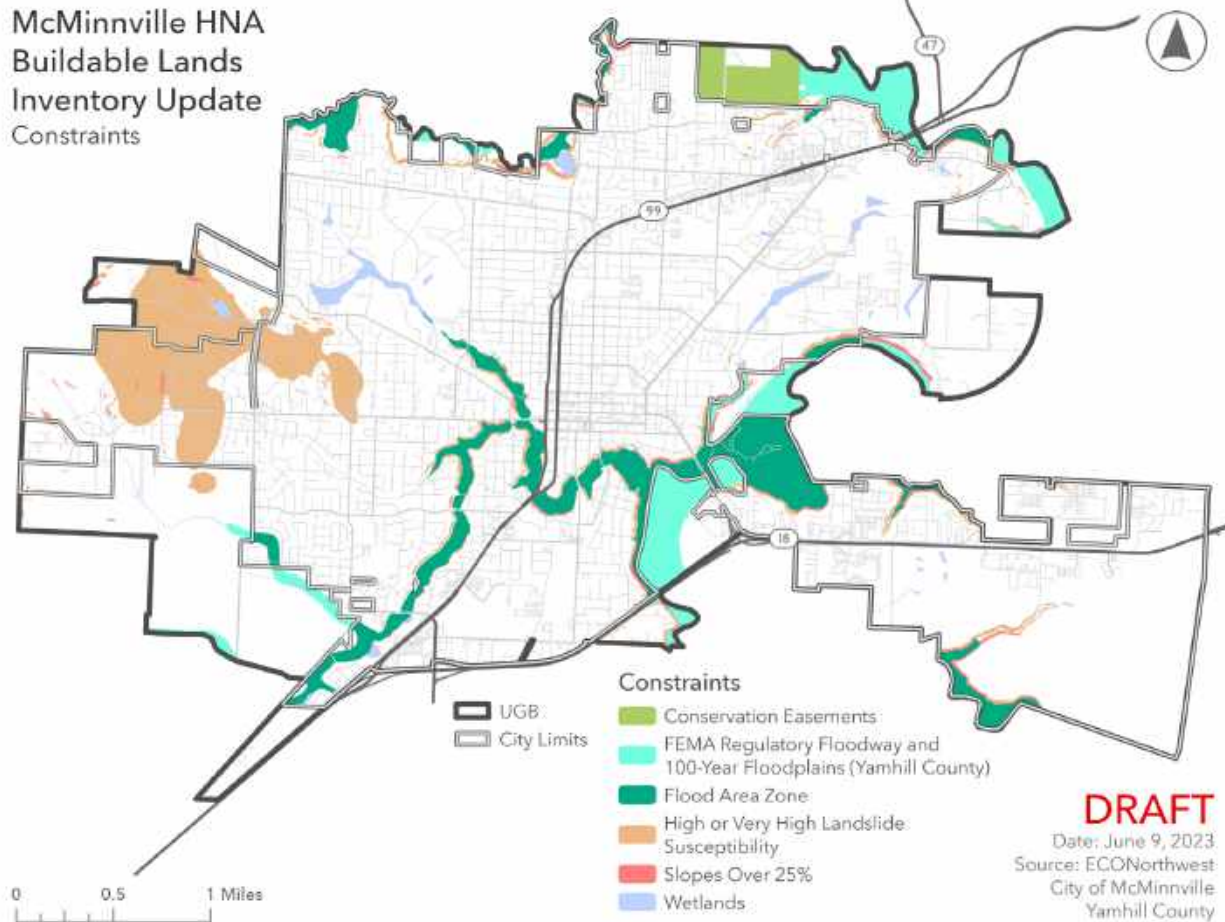 McMinnville HNA
Buildable Lands
Inventory Update
Constraints
47
99
18
UGB
City Limits
Constraints
Conservation Easements
FEMA Regulatory Floodway and
100-Year Floodplains (Yamhill County)
Flood Area Zone
High or Very High Landslide
Susceptibility
Slopes Over 25%
Wetlands
0 0.5 1 Miles
DRAFT
Date: June 9, 2023
Source: ECONorthwest
City of McMinnville
Yamhill County